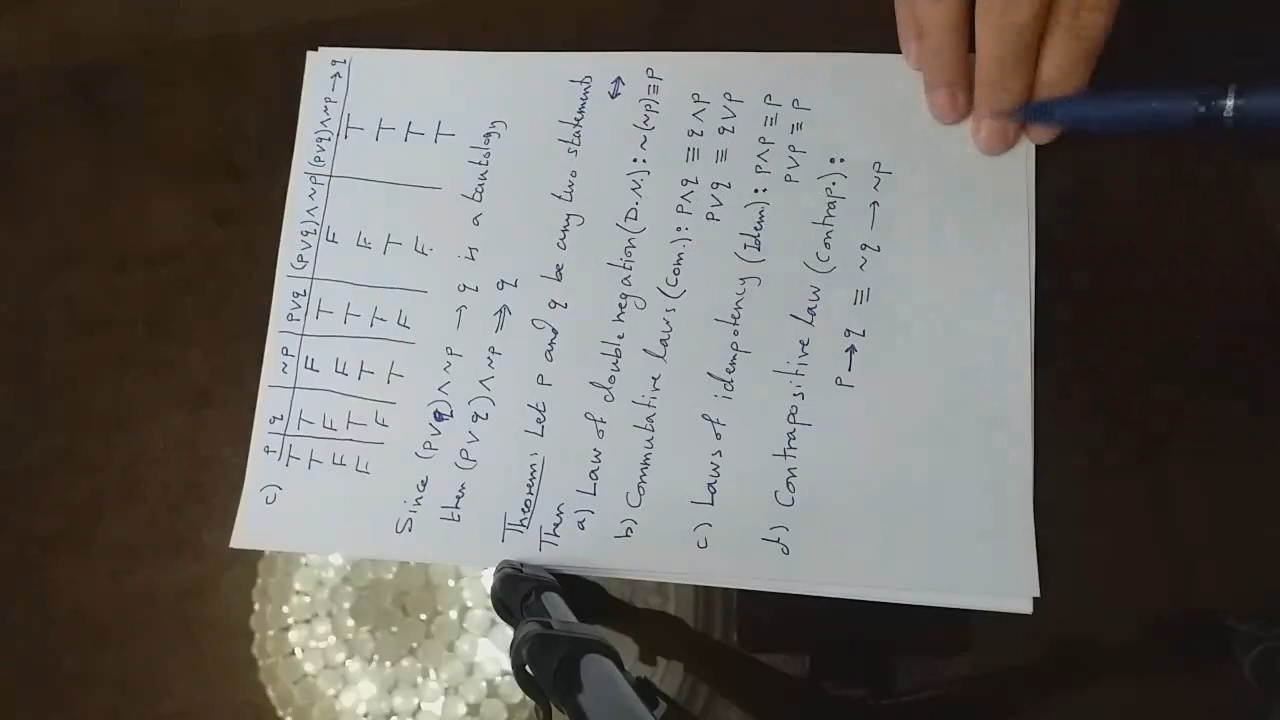 c) p | q | ~p | p∨q | (p∨q)∧~p | (p∨q)∧~p → q
T T F T F T
T F F T F T
F T T T T T
F F T F F T
Since (p∨q)∧~p → q is a tautology
then (p∨q)∧~p ⇒ q
Theorem: Let p and q be any two statements
Then ⇔
a) Law of double negation (D.N.): ~(~p)≡p
b) Commutative laws (Com.): p∧q ≡ q∧p
p∨q ≡ q∨p
c) Laws of idempotency (Idem): p∧p ≡ p
p∨p ≡ p
d) Contrapositive Law (Contrap.):
p → q ≡ ~q → ~p